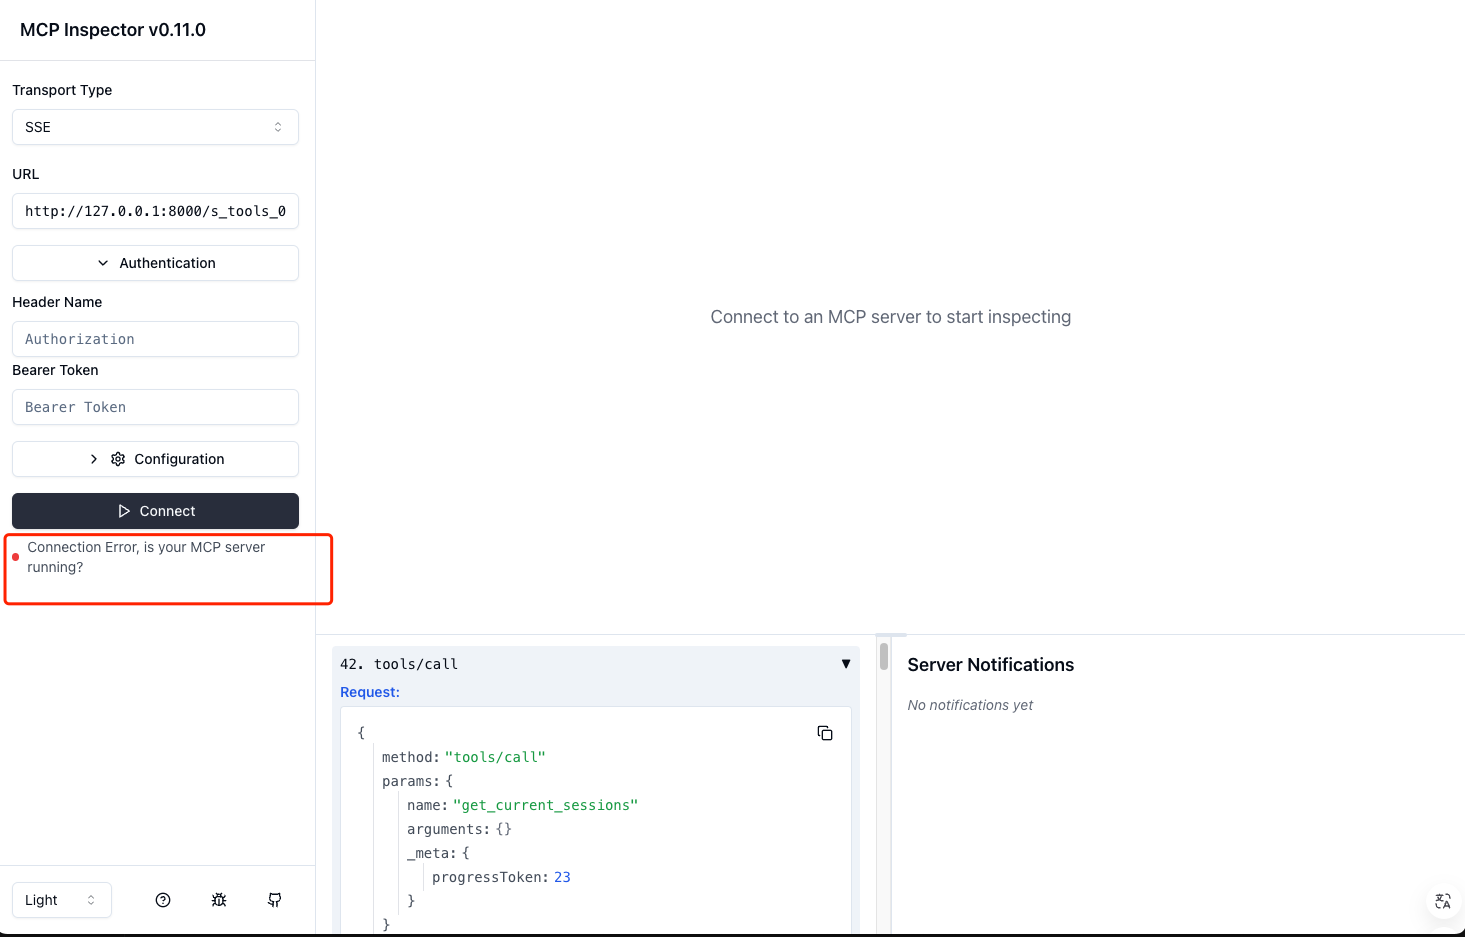 MCP Inspector v0.11.0
Transport Type
SSE
URL
http://127.0.0.1:8000/s_tools_0
Authentication
Header Name
Authorization
Bearer Token
Bearer Token
Configuration
Connect
Connection Error, is your MCP server
running?
Light
Connect to an MCP server to start inspecting
42. tools/call
Request:
{
method: "tools/call"
params: {
name: "get_current_sessions"
arguments: {}
_meta: {
progressToken: 23
}
}
Server Notifications
No notifications yet